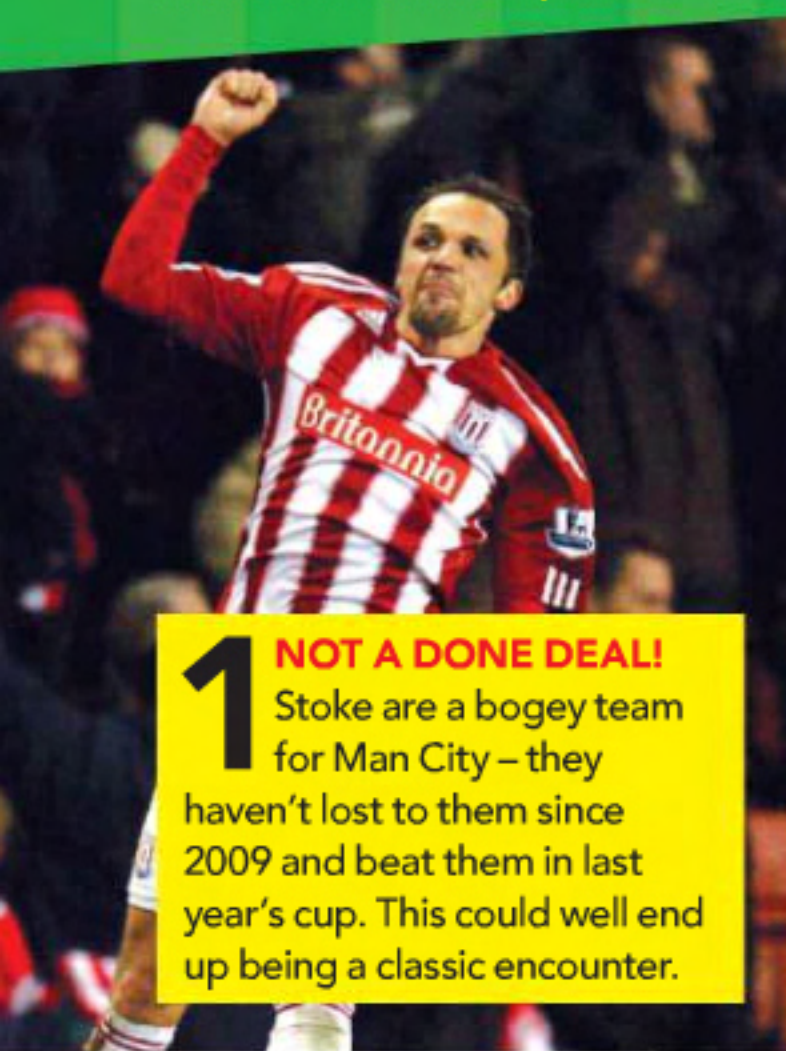 Britannia
1
NOT A DONE DEAL!
Stoke are a bogey team
for Man City – they
haven't lost to them since
2009 and beat them in last
year's cup. This could well end
up being a classic encounter.